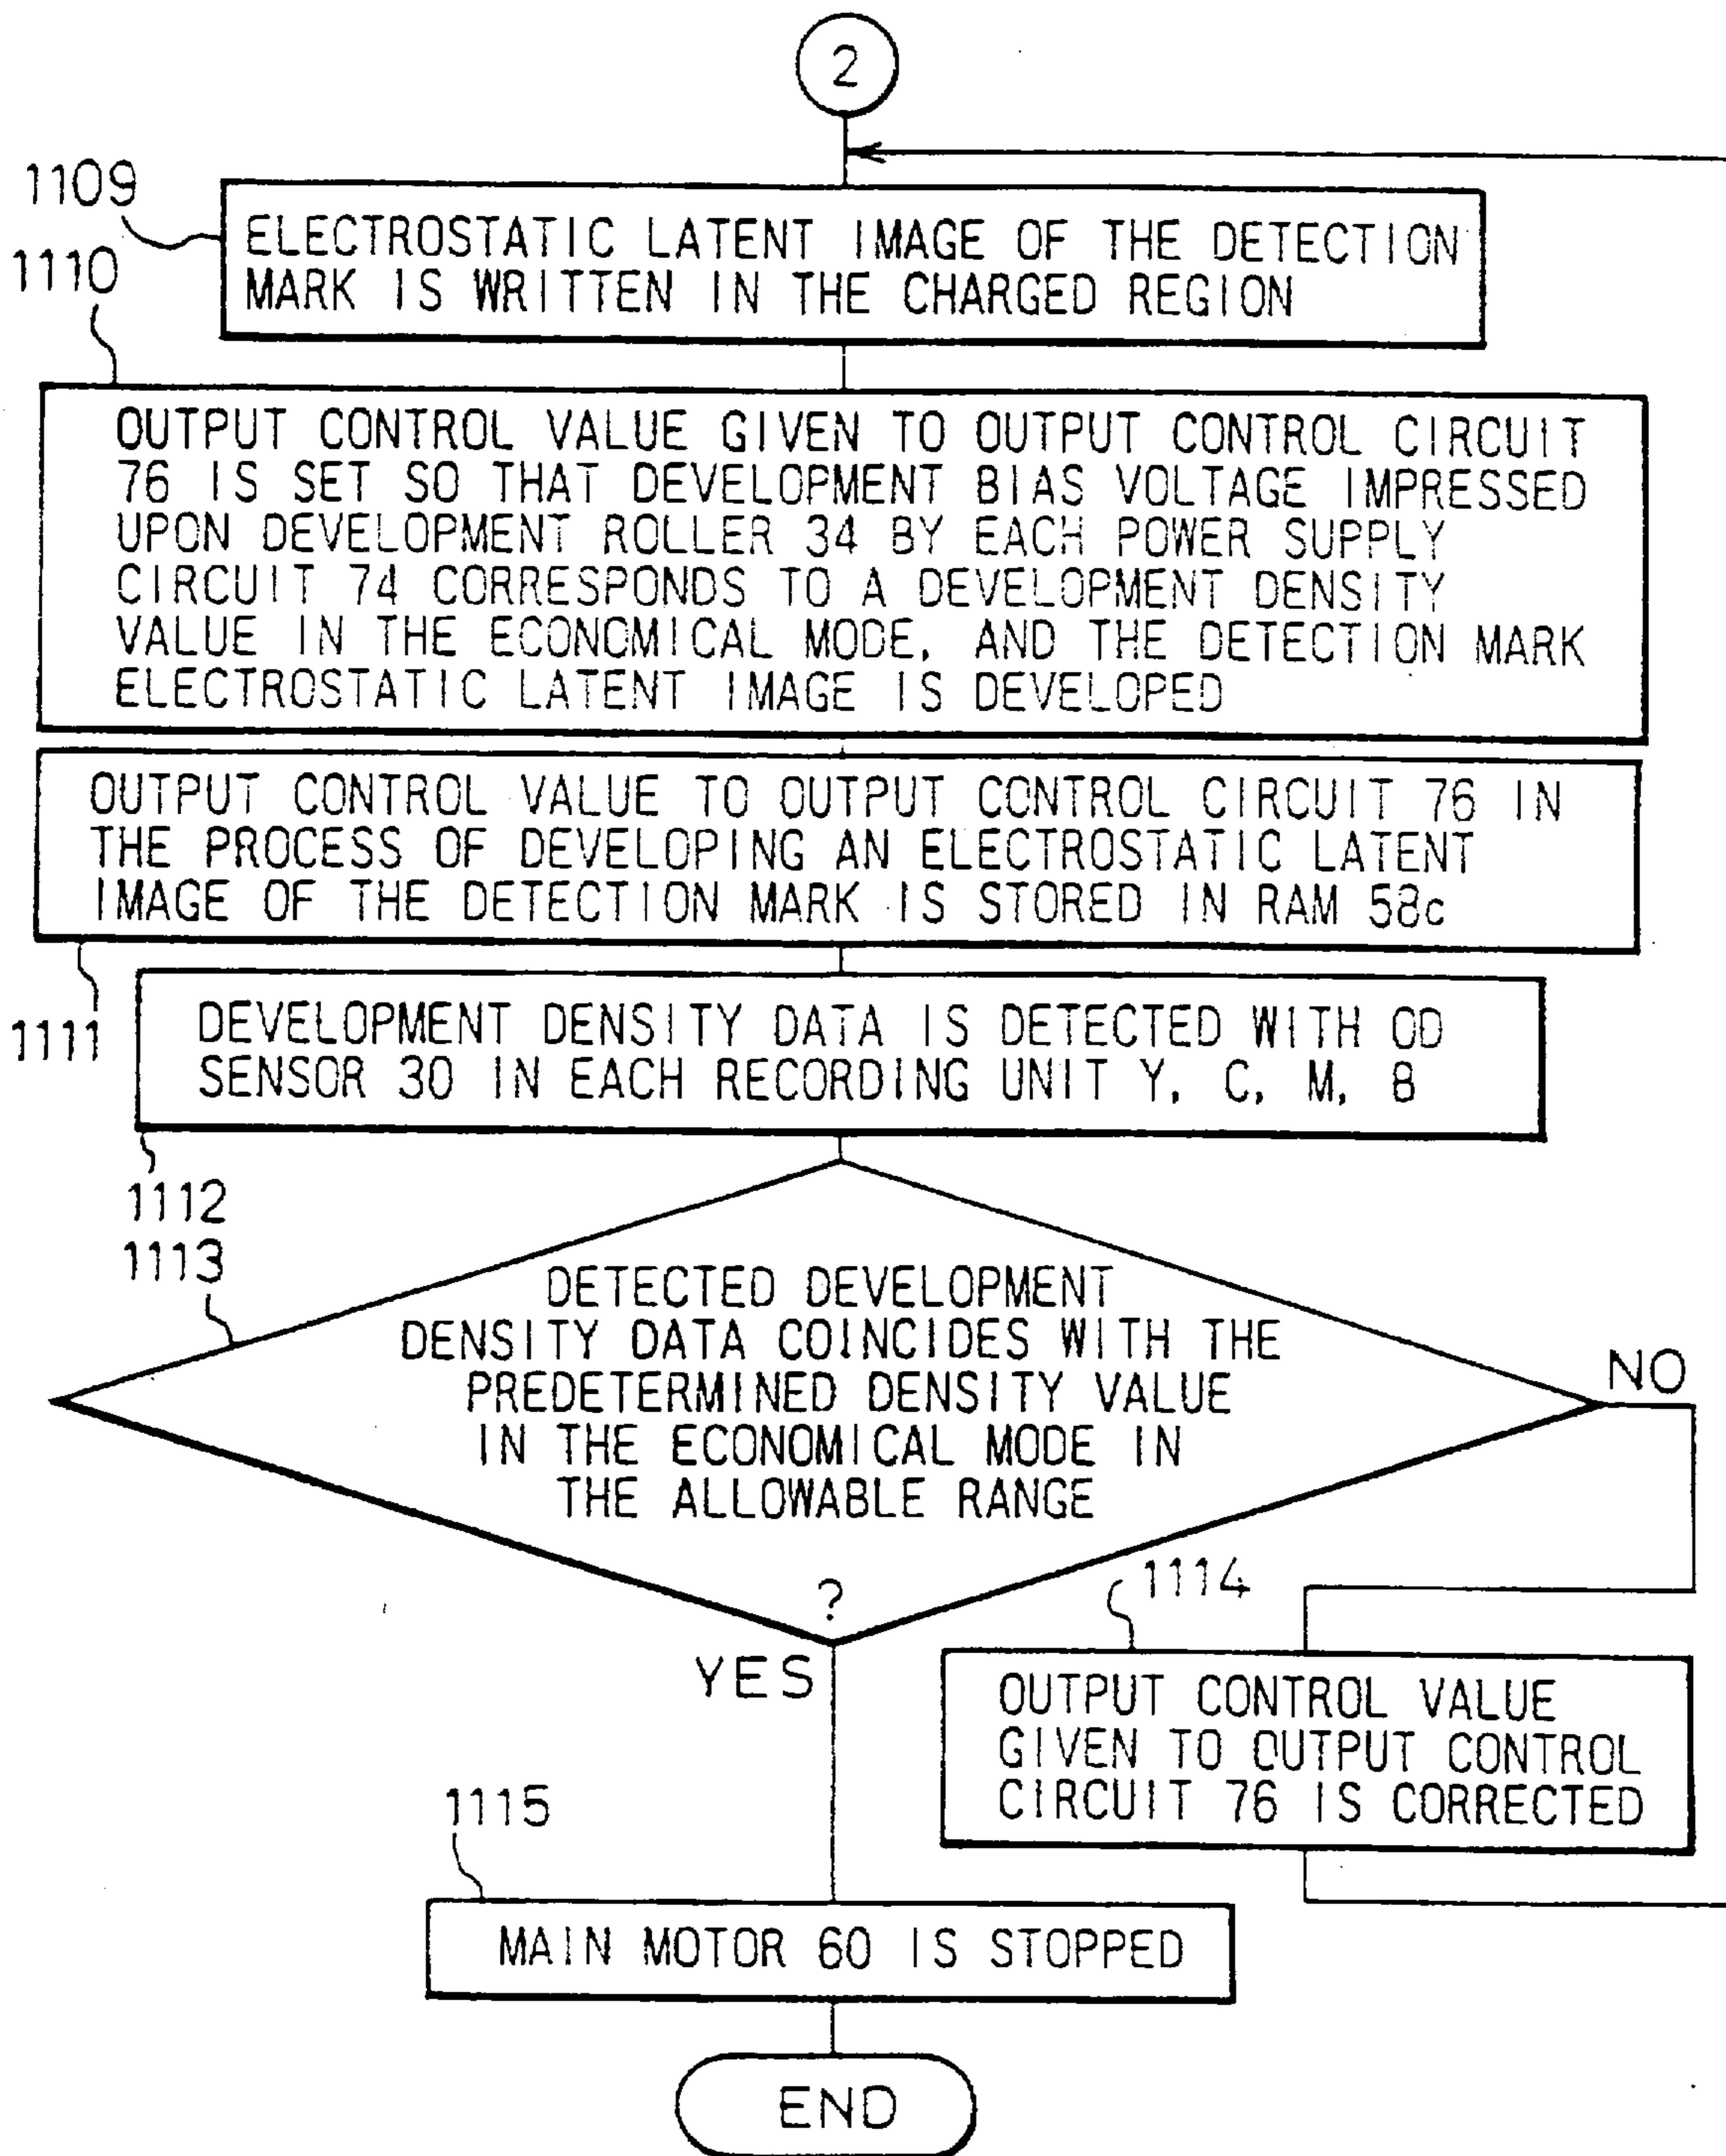 2
1109
ELECTROSTATIC LATENT IMAGE OF THE DETECTION
MARK IS WRITTEN IN THE CHARGED REGION
1110
OUTPUT CONTROL VALUE GIVEN TO OUTPUT CONTROL CIRCUIT
76 IS SET SO THAT DEVELOPMENT BIAS VOLTAGE IMPRESSED
UPON DEVELOPMENT ROLLER 34 BY EACH POWER SUPPLY
CIRCUIT 74 CORRESPONDS TO A DEVELOPMENT DENSITY
VALUE IN THE ECONOMICAL MODE, AND THE DETECTION MARK
ELECTROSTATIC LATENT IMAGE IS DEVELOPED
OUTPUT CONTROL VALUE TO OUTPUT CONTROL CIRCUIT 76 IN
THE PROCESS OF DEVELOPING AN ELECTROSTATIC LATENT
IMAGE OF THE DETECTION MARK IS STORED IN RAM 58c
1111
DEVELOPMENT DENSITY DATA IS DETECTED WITH OD
SENSOR 30 IN EACH RECORDING UNIT Y, C, M, B
1112
1113
DETECTED DEVELOPMENT
DENSITY DATA COINCIDES WITH THE
PREDETERMINED DENSITY VALUE
IN THE ECONOMICAL MODE IN
THE ALLOWABLE RANGE
?
NO
YES
1114
OUTPUT CONTROL VALUE
GIVEN TO OUTPUT CONTROL
CIRCUIT 76 IS CORRECTED
1115
MAIN MOTOR 60 IS STOPPED
END